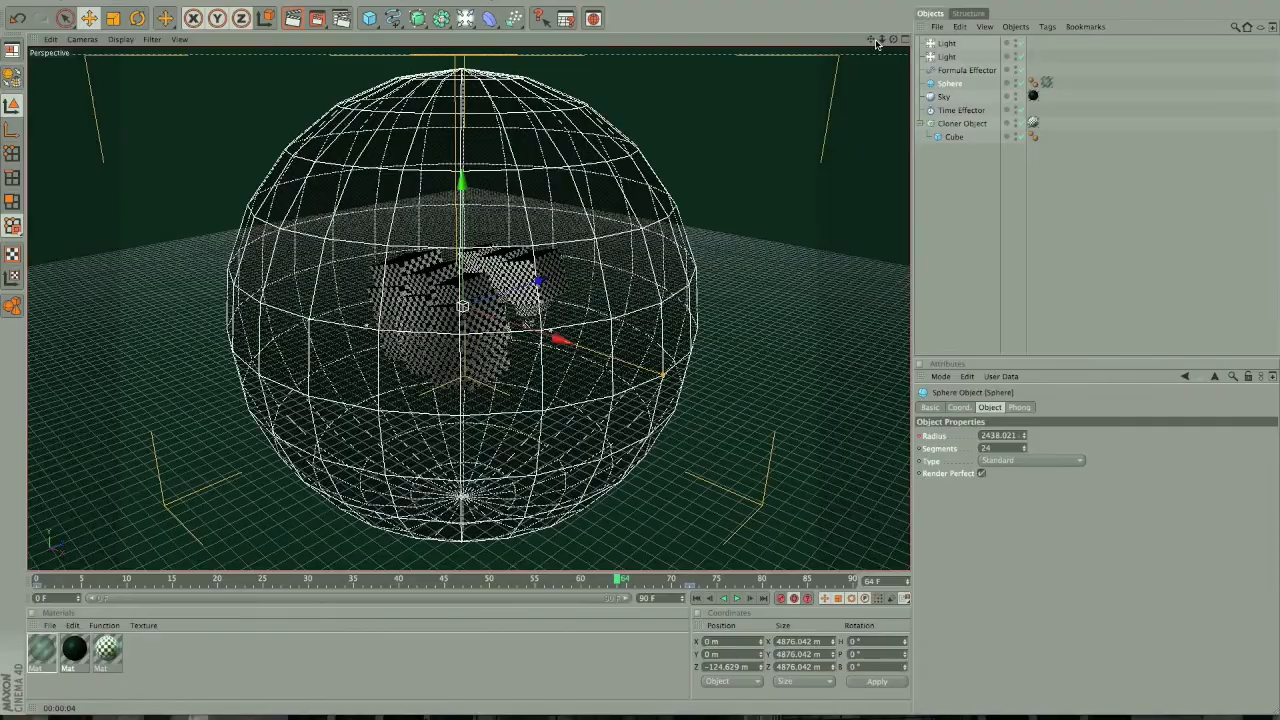 Edit Cameras Display Filter View
Perspective
Objects Structure
File Edit View Objects Tags Bookmarks
Light
Light
Formula Effector
Sphere
Sky
Time Effector
Cloner Object
Cube
Attributes
Mode Edit User Data
Sphere Object [Sphere]
Basic Coord. Object Phong
Object Properties
Radius 2438.021
Segments 24
Type Standard
Render Perfect
X Y Z
Y
0 5 10 15 20 25 30 35 40 45 50 55 60 64 70 75 80 85 90 64 F
0 F 90 F 90 F
Materials
File Edit Function Texture
Mat Mat Mat
Coordinates
Position Size Rotation
X 0 m X 4876.042 m H 0 °
Y 0 m Y 4876.042 m P 0 °
Z -124.629 m Z 4876.042 m B 0 °
Object Size Apply
MAXON
CINEMA 4D
00:00:04